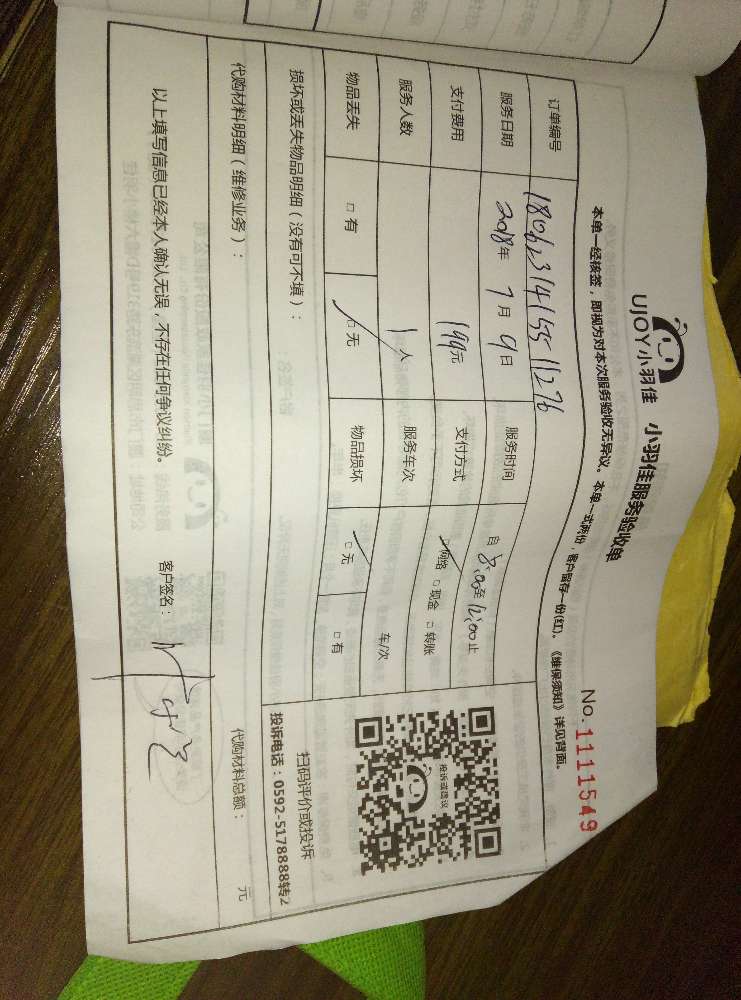 UJOY小羽佳 小羽佳服务验收单
No. 1111549
本单一经核签，即视为对本次服务验收无异议。本单一式两份，客户留存一份(红)。《维保须知》详见背面。
订单编号 1806231415511276
服务日期 2018年 7月 9日 服务时间 自 8:00至 12:00止
支付费用 199元 支付方式 □网络 □现金 □转账
服务人数 1人 服务车次 车/次
物品丢失 □有 □无 物品损坏 □无 □有
投诉或建议
扫码评价或投诉
投诉电话：0592-5178888转2
损坏或丢失物品明细（没有可不填）：
代购材料明细（维修业务）： 代购材料总额： 元
以上填写信息已经本人确认无误，不存在任何争议纠纷。 客户签名：